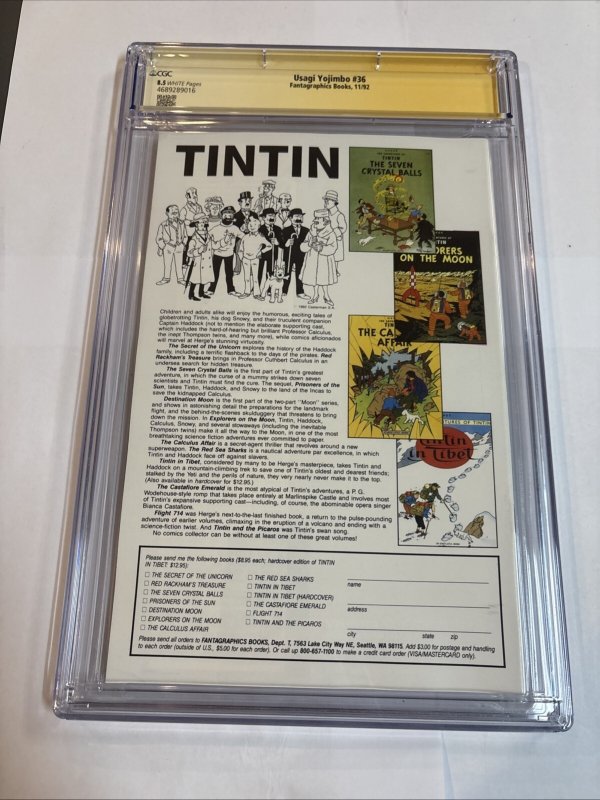 CGC
8.5 WHITE Pages
4689289016
Usagi Yojimbo #36
Fantagraphics Books, 11/92
TINTIN
TINTIN
THE SEVEN
CRYSTAL BALLS
TIN
ORERS
ON THE MOON
THE CA
AFFAIR
TURES OF TINTIN
Tintin
in Tibet
© 1992 Casterman S.A.
Children and adults alike will enjoy the humorous, exciting tales of
globetrotting Tintin, his dog Snowy, and their truculent companion
Captain Haddock (not to mention the elaborate supporting cast,
which includes the hard-of-hearing but brilliant Professor Calculus,
the inept Thompson twins, and many more), while comics aficionados
will marvel at Herge's stunning virtuosity.
The Secret of the Unicorn explores the history of the Haddock
family, including a terrific flashback to the days of the pirates. Red
Rackham's Treasure brings in Professor Cuthbert Calculus in an
undersea search for hidden treasure.
The Seven Crystal Balls is the first part of Tintin's greatest
adventure, in which the curse of a mummy strikes down seven
scientists and Tintin must find the cure. The sequel, Prisoners of the
Sun, takes Tintin, Haddock, and Snowy to the land of the Incas to
save the kidnapped Calculus.
Destination Moon is the first part of the two-part "Moon" series,
and shows in astonishing detail the preparations for the landmark
flight, and the behind-the-scenes skulduggery that threatens to bring
down the mission. In Explorers on the Moon, Tintin, Haddock,
Calculus, Snowy, and several stowaways (including the inevitable
Thompson twins) make it all the way to the Moon, in one of the most
breathtaking science fiction adventures ever committed to paper.
The Calculus Affair is a secret-agent thriller that revolves around a new
superweapon. The Red Sea Sharks is a nautical adventure par excellence, in which
Tintin and Haddock face off against slavers.
Tintin in Tibet, considered by many to be Herge's masterpiece, takes Tintin and
Haddock on a mountain-climbing trek to save one of Tintin's oldest and dearest friends;
stalked by the Yeti and the perils of nature, they very nearly never make it to the top.
(Also available in hardcover for $12.95.)
The Castafiore Emerald is the most atypical of Tintin's adventures, a P. G.
Wodehouse-style romp that takes place entirely at Marlinspike Castle and involves most
of Tintin's expansive supporting cast—including, of course, the abominable opera singer
Bianca Castafiore.
Flight 714 was Herge's next-to-the-last finished book, a return to the pulse-pounding
adventure of earlier volumes, climaxing in the eruption of a volcano and ending with a
science-fiction twist. And Tintin and the Picaros was Tintin's swan song.
No comics collector can be without at least one of these great volumes!
Please send me the following books ($8.95 each; hardcover edition of TINTIN
IN TIBET: $12.95):
□ THE SECRET OF THE UNICORN
□ RED RACKHAM'S TREASURE
□ THE SEVEN CRYSTAL BALLS
□ PRISONERS OF THE SUN
□ DESTINATION MOON
□ EXPLORERS ON THE MOON
□ THE CALCULUS AFFAIR
□ THE RED SEA SHARKS
□ TINTIN IN TIBET
□ TINTIN IN TIBET (HARDCOVER)
□ THE CASTAFIORE EMERALD
□ FLIGHT 714
□ TINTIN AND THE PICAROS
name
address
city state zip
Please send all orders to FANTAGRAPHICS BOOKS, Dept. T, 7563 Lake City Way NE, Seattle, WA 98115. Add $3.00 for postage and handling
to each order (outside of U.S., $5.00 for each order). Or call up 800-657-1100 to make a credit card order (VISA/MASTERCARD only).